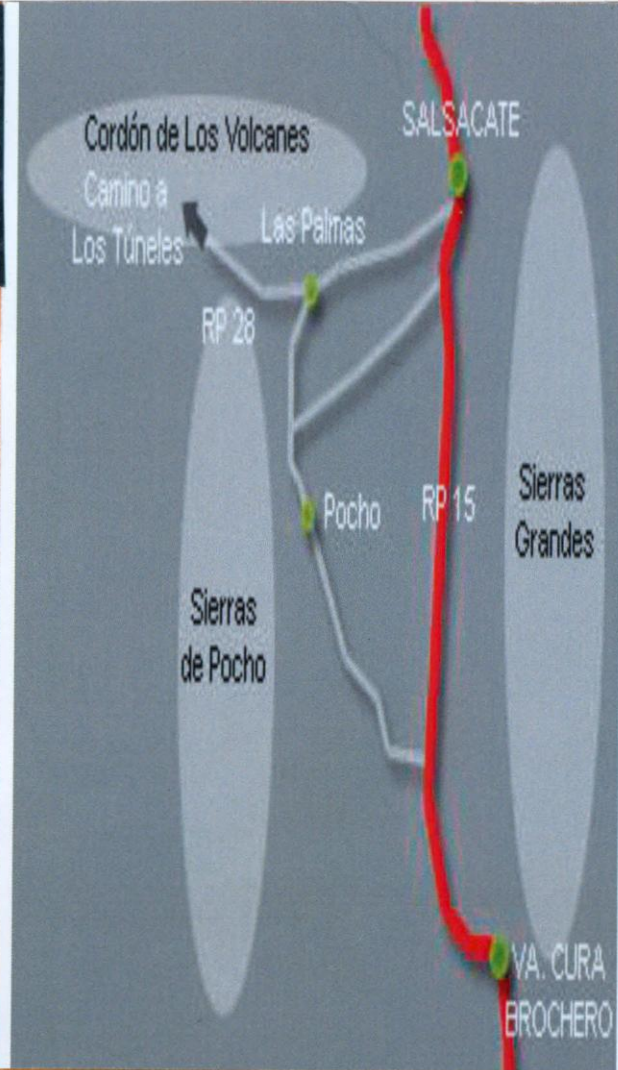 SALSACATE
Cordón de Los Volcanes
Camino a
Los Túneles
Las Palmas
RP 28
Pocho
RP 15
Sierras
Grandes
Sierras
de Pocho
VA. CURA
BROCHERO